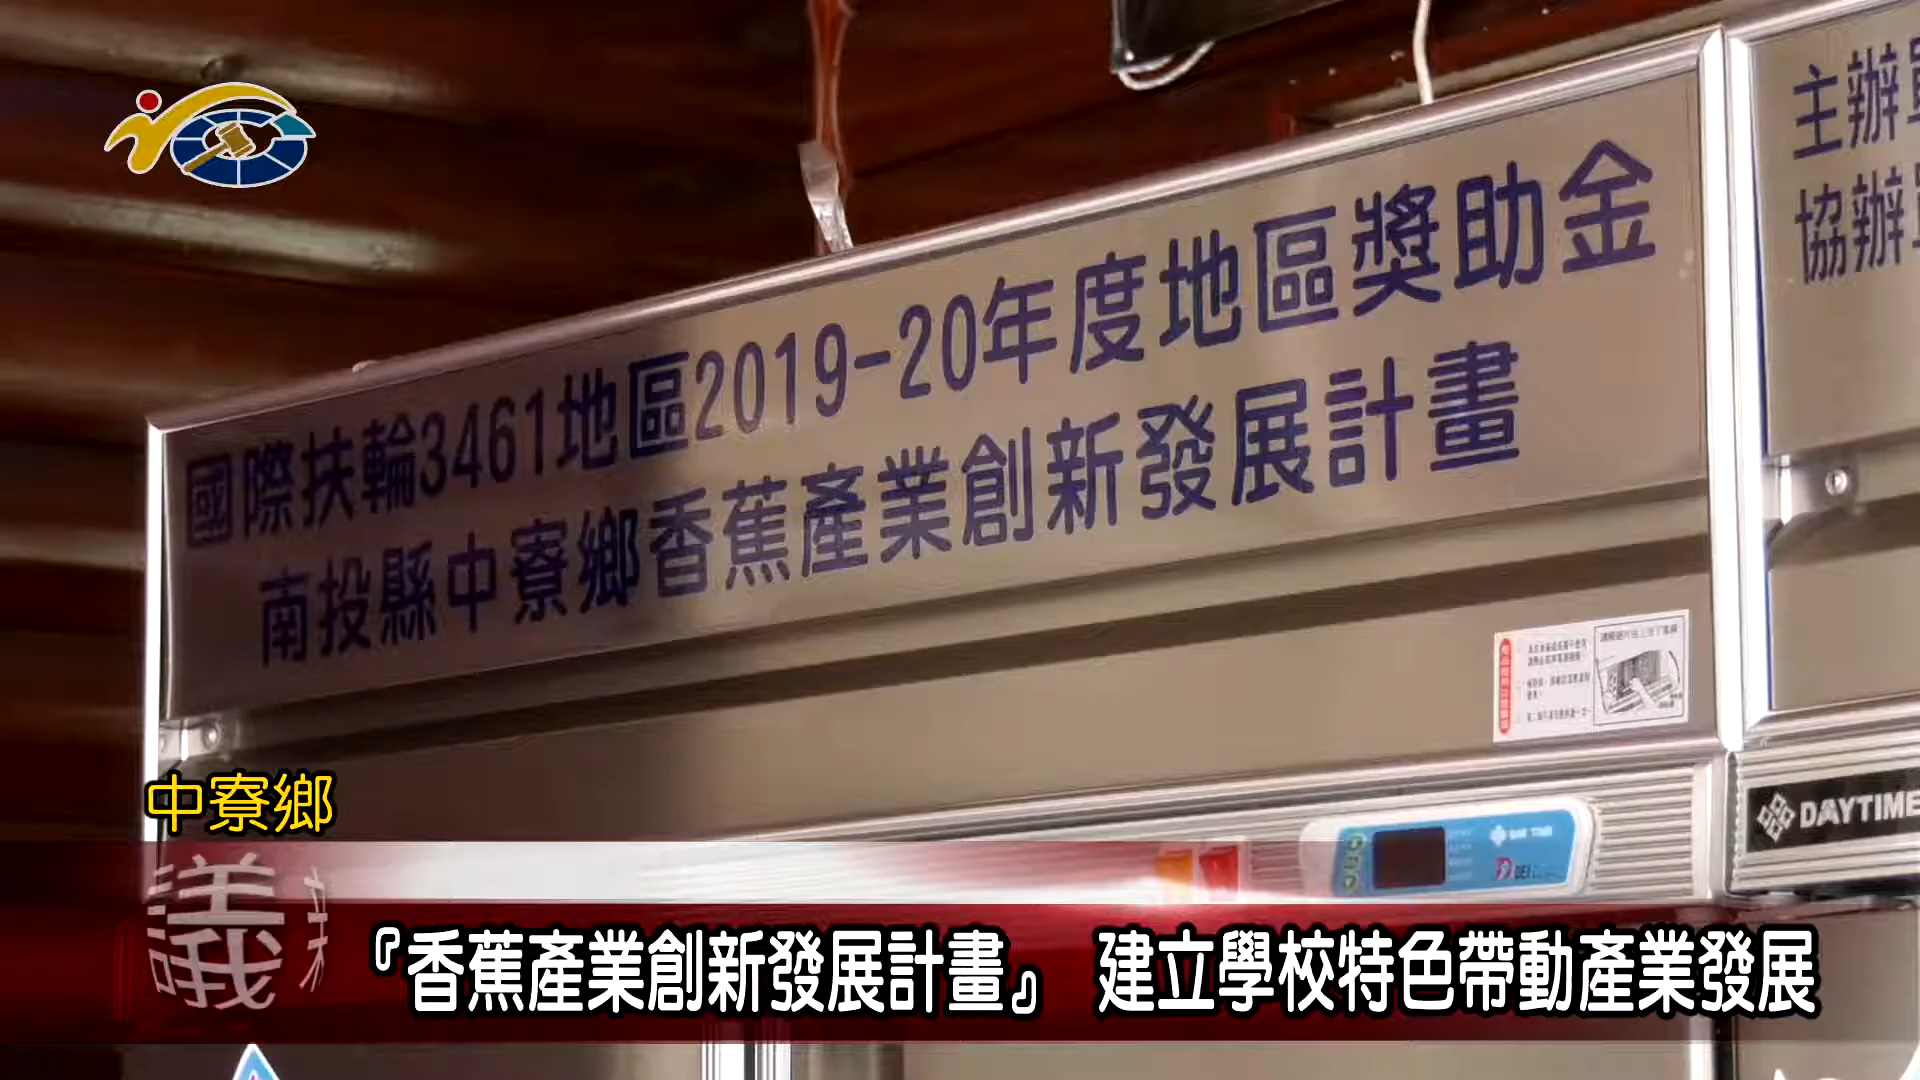 國際扶輪3461地區2019-20年度地區獎助金
南投縣中寮鄉香蕉產業創新發展計畫
主辦
協辦
DAYTIME
中寮鄉
議
『香蕉產業創新發展計畫』 建立學校特色帶動產業發展